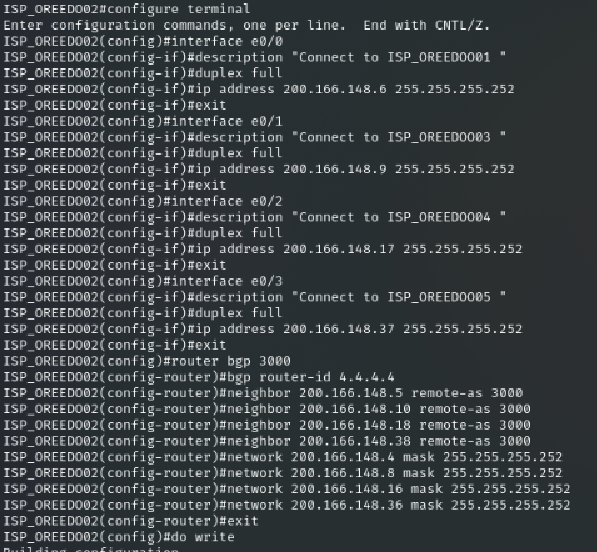 ISP_OREEDO02#configure terminal
Enter configuration commands, one per line.  End with CNTL/Z.
ISP_OREEDO02(config)#interface e0/0
ISP_OREEDO02(config-if)#description "Connect to ISP_OREEDOO01 "
ISP_OREEDO02(config-if)#duplex full
ISP_OREEDO02(config-if)#ip address 200.166.148.6 255.255.255.252
ISP_OREEDO02(config-if)#exit
ISP_OREEDO02(config)#interface e0/1
ISP_OREEDO02(config-if)#description "Connect to ISP_OREEDOO03 "
ISP_OREEDO02(config-if)#duplex full
ISP_OREEDO02(config-if)#ip address 200.166.148.9 255.255.255.252
ISP_OREEDO02(config-if)#exit
ISP_OREEDO02(config)#interface e0/2
ISP_OREEDO02(config-if)#description "Connect to ISP_OREEDOO04 "
ISP_OREEDO02(config-if)#duplex full
ISP_OREEDO02(config-if)#ip address 200.166.148.17 255.255.255.252
ISP_OREEDO02(config-if)#exit
ISP_OREEDO02(config)#interface e0/3
ISP_OREEDO02(config-if)#description "Connect to ISP_OREEDOO05 "
ISP_OREEDO02(config-if)#duplex full
ISP_OREEDO02(config-if)#ip address 200.166.148.37 255.255.255.252
ISP_OREEDO02(config-if)#exit
ISP_OREEDO02(config)#router bgp 3000
ISP_OREEDO02(config-router)#bgp router-id 4.4.4.4
ISP_OREEDO02(config-router)#neighbor 200.166.148.5 remote-as 3000
ISP_OREEDO02(config-router)#neighbor 200.166.148.10 remote-as 3000
ISP_OREEDO02(config-router)#neighbor 200.166.148.18 remote-as 3000
ISP_OREEDO02(config-router)#neighbor 200.166.148.38 remote-as 3000
ISP_OREEDO02(config-router)#network 200.166.148.4 mask 255.255.255.252
ISP_OREEDO02(config-router)#network 200.166.148.8 mask 255.255.255.252
ISP_OREEDO02(config-router)#network 200.166.148.16 mask 255.255.255.252
ISP_OREEDO02(config-router)#network 200.166.148.36 mask 255.255.255.252
ISP_OREEDO02(config-router)#exit
ISP_OREEDO02(config)#do write
Building configuration